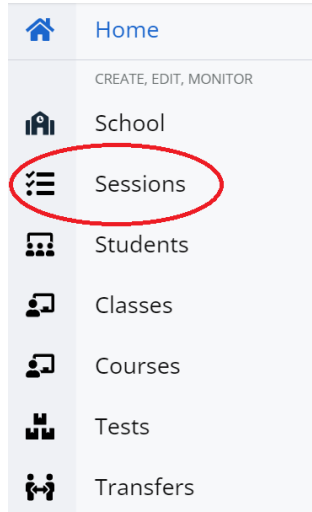 Home
CREATE, EDIT, MONITOR
School
Sessions
Students
Classes
Courses
Tests
Transfers